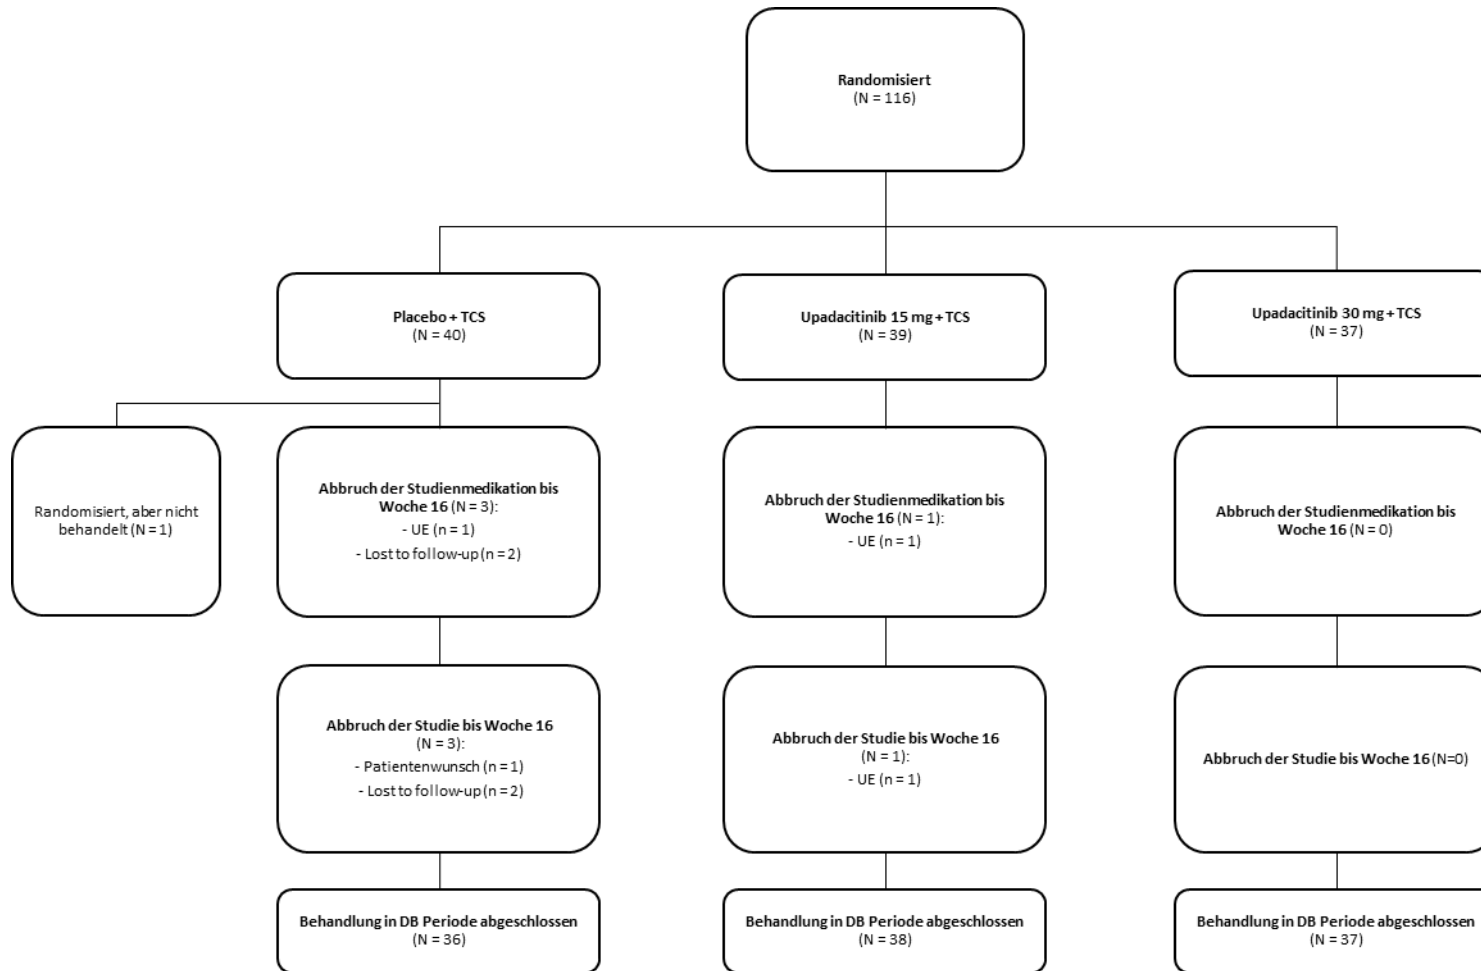 Randomisiert
(N = 116)
Placebo + TCS
(N = 40)
Upadacitinib 15 mg + TCS
(N = 39)
Upadacitinib 30 mg + TCS
(N = 37)
Randomisiert, aber nicht
behandelt (N = 1)
Abbruch der Studienmedikation bis
Woche 16 (N = 3):
- UE (n = 1)
- Lost to follow-up (n = 2)
Abbruch der Studienmedikation bis
Woche 16 (N = 1):
- UE (n = 1)
Abbruch der Studienmedikation bis
Woche 16 (N = 0)
Abbruch der Studie bis Woche 16
(N = 3):
- Patientenwunsch (n = 1)
- Lost to follow-up (n = 2)
Abbruch der Studie bis Woche 16
(N = 1):
- UE (n = 1)
Abbruch der Studie bis Woche 16 (N=0)
Behandlung in DB Periode abgeschlossen
(N = 36)
Behandlung in DB Periode abgeschlossen
(N = 38)
Behandlung in DB Periode abgeschlossen
(N = 37)